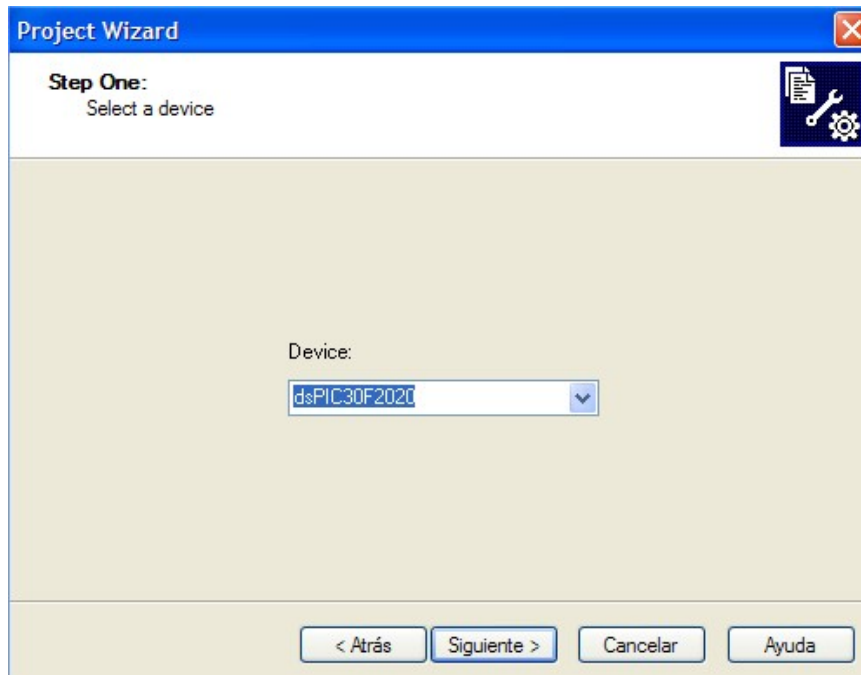 Project Wizard
Step One:
Select a device
Device:
dsPIC30F2020
< Atrás Siguiente > Cancelar Ayuda